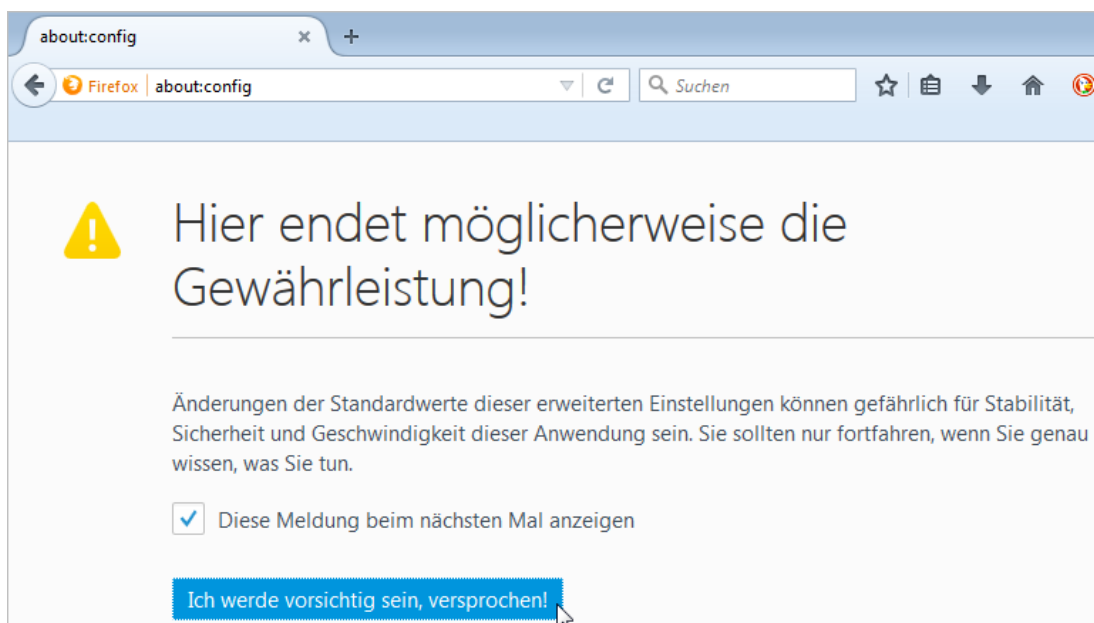 about:config
Firefox about:config Suchen
Hier endet möglicherweise die
Gewährleistung!
Änderungen der Standardwerte dieser erweiterten Einstellungen können gefährlich für Stabilität,
Sicherheit und Geschwindigkeit dieser Anwendung sein. Sie sollten nur fortfahren, wenn Sie genau
wissen, was Sie tun.
Diese Meldung beim nächsten Mal anzeigen
Ich werde vorsichtig sein, versprochen!